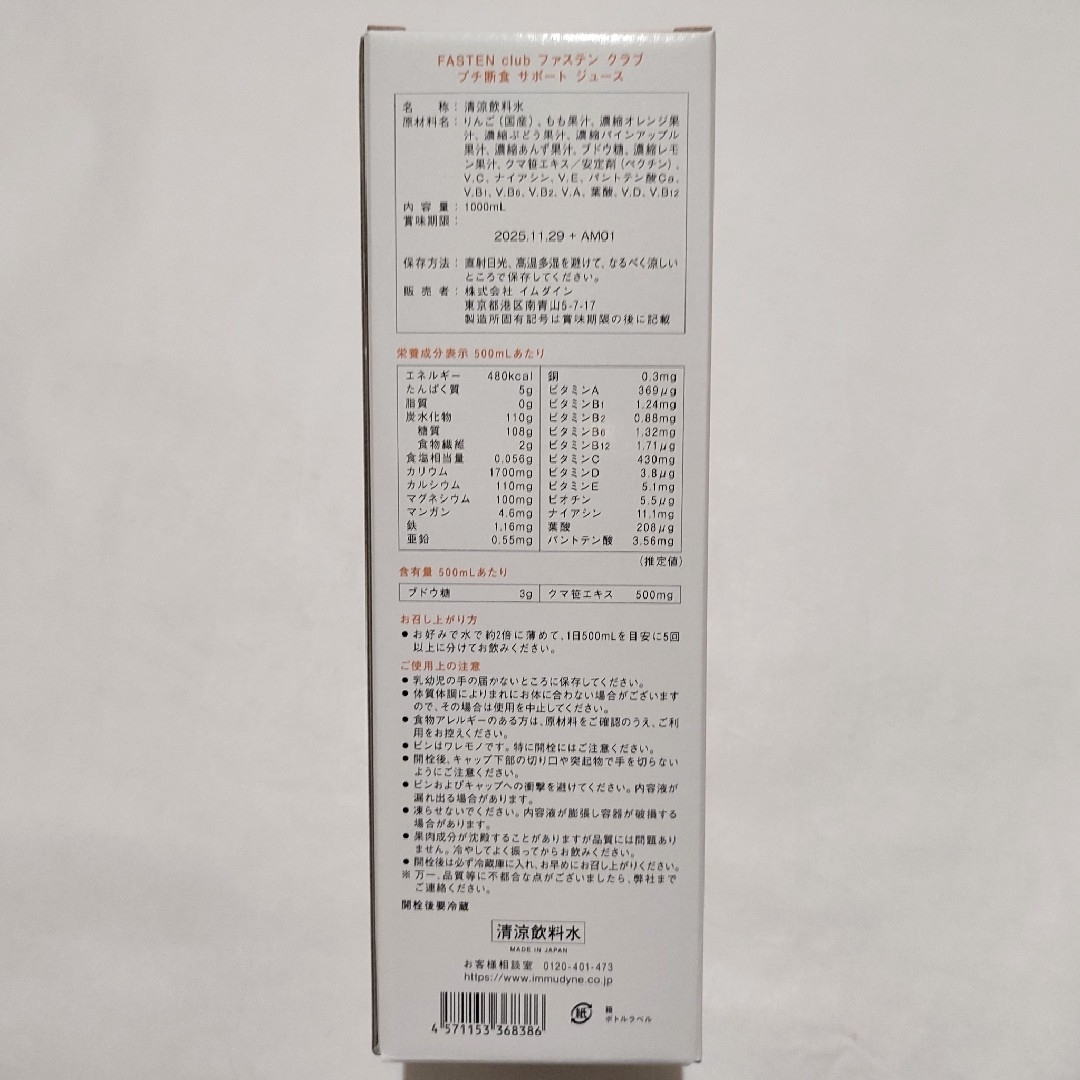 FASTEN club ファステン クラブ
プチ断食 サポート ジュース
名　　称：清涼飲料水
原材料名：りんご（国産）、もも果汁、濃縮オレンジ果
汁、濃縮ぶどう果汁、濃縮パインアップル
果汁、濃縮あんず果汁、ブドウ糖、濃縮レモ
ン果汁、クマ笹エキス／安定剤（ペクチン）、
V.C、ナイアシン、V.E、パントテン酸Ca、
V.B1、V.B6、V.B2、V.A、葉酸、V.D、V.B12
内 容 量：1000mL
賞味期限：
2025.11.29 + AM01
保存方法：直射日光、高温多湿を避けて、なるべく涼しい
ところで保存してください。
販 売 者：株式会社 イムダイン
東京都港区南青山5-7-17
製造所固有記号は賞味期限の後に記載
栄養成分表示 500mLあたり
エネルギー 480kcal 銅 0.3mg
たんぱく質 5g ビタミンA 369μg
脂質 0g ビタミンB1 1.24mg
炭水化物 110g ビタミンB2 0.88mg
糖質 108g ビタミンB6 1.32mg
食物繊維 2g ビタミンB12 1.71μg
食塩相当量 0.056g ビタミンC 430mg
カリウム 1700mg ビタミンD 3.8μg
カルシウム 110mg ビタミンE 5.1mg
マグネシウム 100mg ビオチン 5.5μg
マンガン 4.6mg ナイアシン 11.1mg
鉄 1.16mg 葉酸 208μg
亜鉛 0.55mg パントテン酸 3.56mg
（推定値）
含有量 500mLあたり
ブドウ糖 3g クマ笹エキス 500mg
お召し上がり方
● お好みで水で約2倍に薄めて、1日500mLを目安に5回
以上に分けてお飲みください。
ご使用上の注意
● 乳幼児の手の届かないところに保存してください。
● 体質体調によりまれにお体に合わない場合がございます
ので、その場合は使用を中止してください。
● 食物アレルギーのある方は、原材料をご確認のうえ、ご利
用をお控えください。
● ビンはワレモノです。特に開栓にはご注意ください。
● 開栓後、キャップ下部の切り口や突起物で手を切らない
ようにご注意ください。
● ビンおよびキャップへの衝撃を避けてください。内容液が
漏れ出る場合があります。
● 凍らせないでください。内容液が膨張し容器が破損する
場合があります。
● 果肉成分が沈殿することがありますが品質には問題あり
ません。冷やしてよく振ってからお飲みください。
● 開栓後は必ず冷蔵庫に入れ、お早めにお召し上がりください。
※ 万一、品質等に不都合な点がございましたら、弊社まで
ご連絡ください。
開栓後要冷蔵
清涼飲料水
MADE IN JAPAN
お客様相談室 0120-401-473
https://www.immudyne.co.jp
4 571153 368386
紙 箱
ボトルラベル